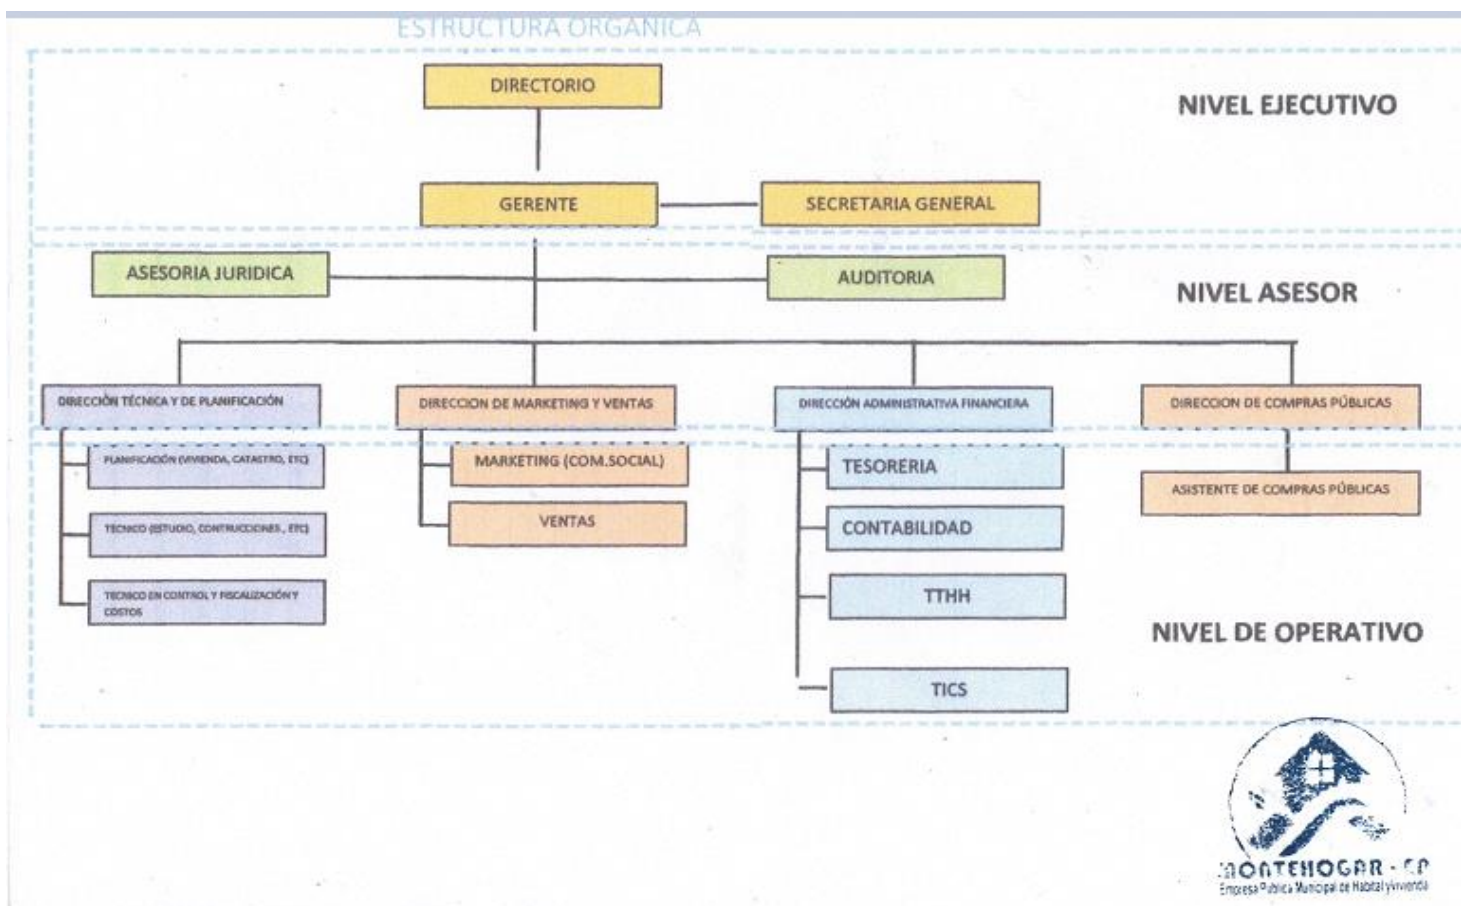 ESTRUCTURA ORGANICA
DIRECTORIO
NIVEL EJECUTIVO
GERENTE
SECRETARIA GENERAL
ASESORIA JURIDICA
AUDITORIA
NIVEL ASESOR
DIRECCIÓN TÉCNICA Y DE PLANIFICACIÓN
DIRECCION DE MARKETING Y VENTAS
DIRECCIÓN ADMINISTRATIVA FINANCIERA
DIRECCION DE COMPRAS PÚBLICAS
PLANIFICACIÓN (VIVIENDA, CATASTRO, ETC)
MARKETING (COM.SOCIAL)
TESORERIA
ASISTENTE DE COMPRAS PÚBLICAS
TECNICO (ESTUDIO, CONTRUCCIONES , ETC)
VENTAS
CONTABILIDAD
TECNICO EN CONTROL Y FISCALIZACIÓN Y
COSTOS
TTHH
NIVEL DE OPERATIVO
TICS
MONTEHOGAR - EP
Empresa Pública Municipal de Habitat y Vivienda